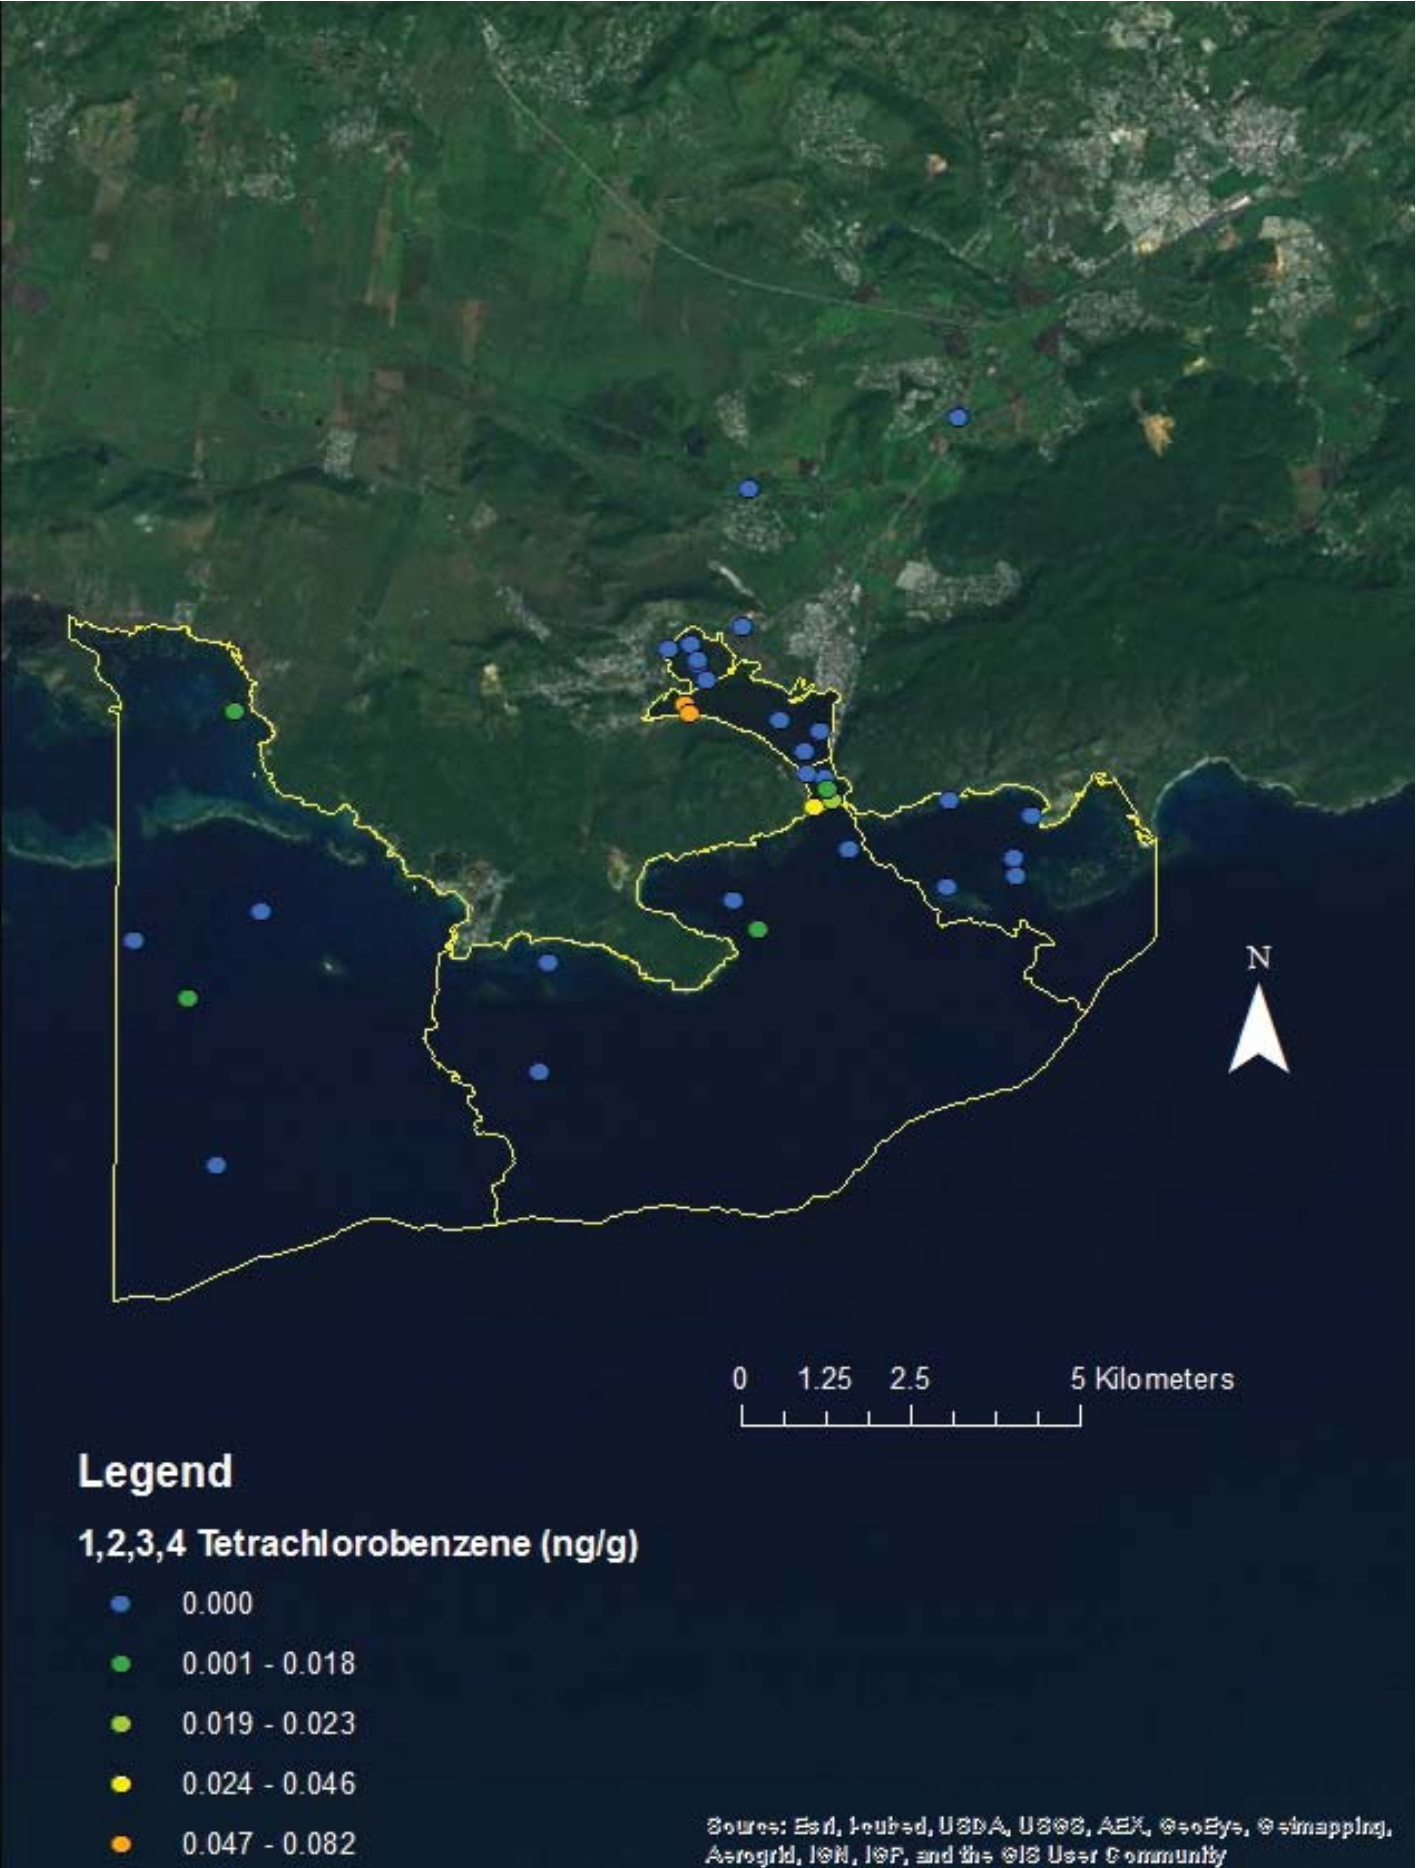 N
0 1.25 2.5 5 Kilometers
Legend
1,2,3,4 Tetrachlorobenzene (ng/g)
0.000
0.001 - 0.018
0.019 - 0.023
0.024 - 0.046
0.047 - 0.082
Source: Esri, i-cubed, USDA, USGS, AEX, GeoEye, Getmapping,
Aerogrid, IGN, IGP, and the GIS User Community